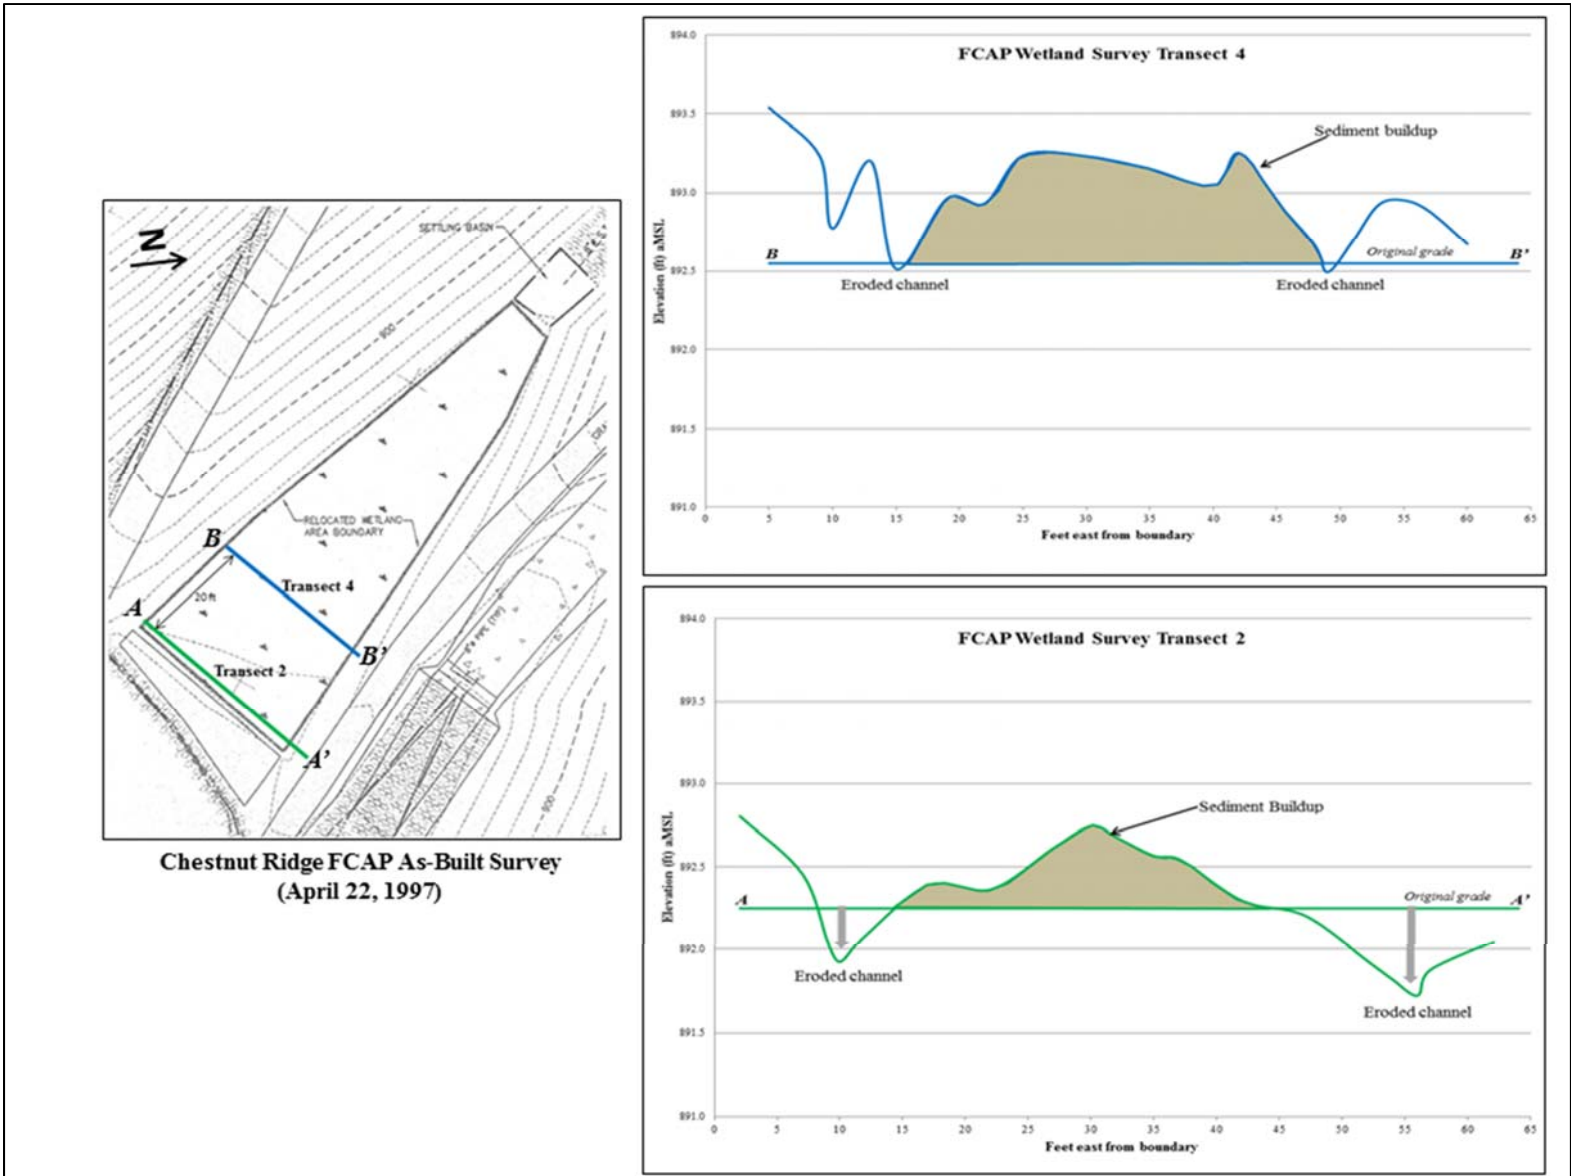 N
SETTLING BASIN
900
RELOCATED WETLAND
AREA BOUNDARY
B
Transect 4
20 ft
A
B'
Transect 2
8"ø PIPE (TYP)
A'
900
Chestnut Ridge FCAP As-Built Survey
(April 22, 1997)
FCAP Wetland Survey Transect 4
894.0
893.5
893.0
892.5
892.0
891.5
891.0
Elevation (ft) aMSL
Sediment buildup
B
Original grade
B'
Eroded channel
Eroded channel
0 5 10 15 20 25 30 35 40 45 50 55 60 65
Feet east from boundary
FCAP Wetland Survey Transect 2
894.0
893.5
893.0
892.5
892.0
891.5
891.0
Elevation (ft) aMSL
Sediment Buildup
A
Original grade
A'
Eroded channel
Eroded channel
0 5 10 15 20 25 30 35 40 45 50 55 60 65
Feet east from boundary